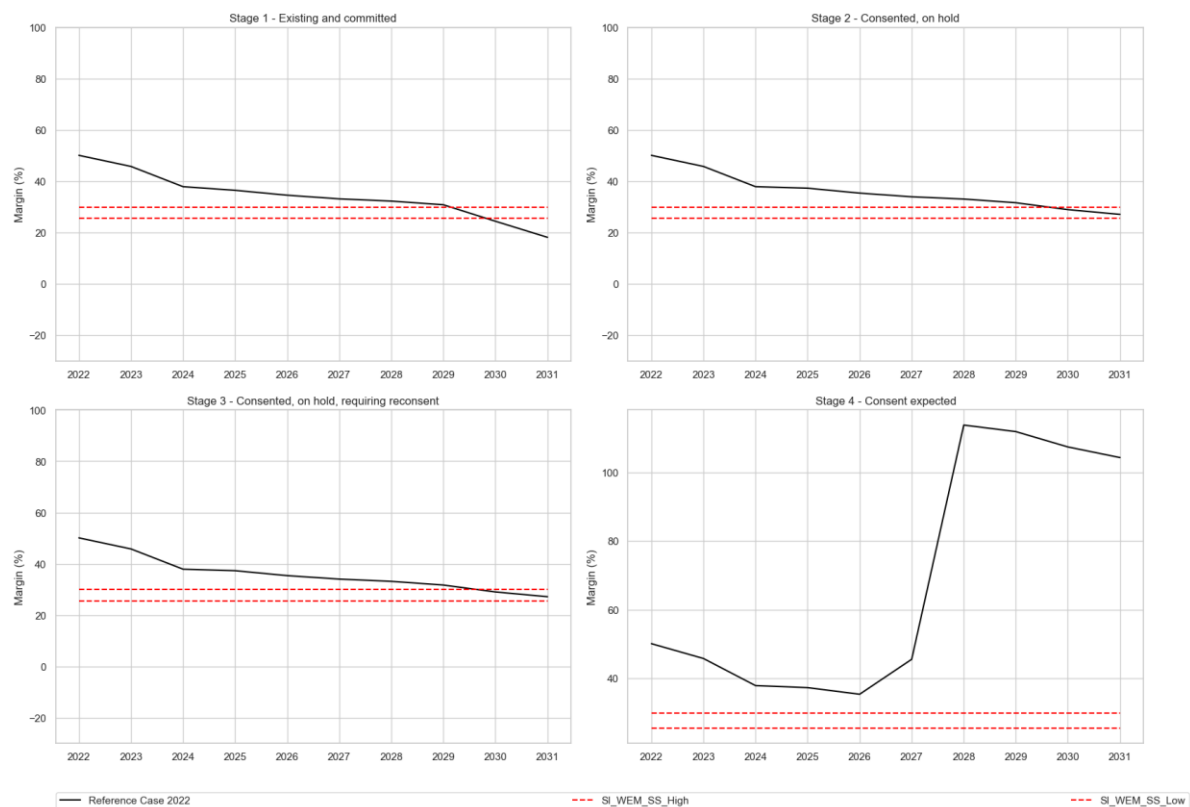 Stage 1 - Existing and committed
100
80
60
40
20
0
−20
Margin (%)
2022 2023 2024 2025 2026 2027 2028 2029 2030 2031
Stage 2 - Consented, on hold
100
80
60
40
20
0
−20
Margin (%)
2022 2023 2024 2025 2026 2027 2028 2029 2030 2031
Stage 3 - Consented, on hold, requiring reconsent
100
80
60
40
20
0
−20
Margin (%)
2022 2023 2024 2025 2026 2027 2028 2029 2030 2031
Stage 4 - Consent expected
100
80
60
40
Margin (%)
2022 2023 2024 2025 2026 2027 2028 2029 2030 2031
Reference Case 2022 SI_WEM_SS_High SI_WEM_SS_Low